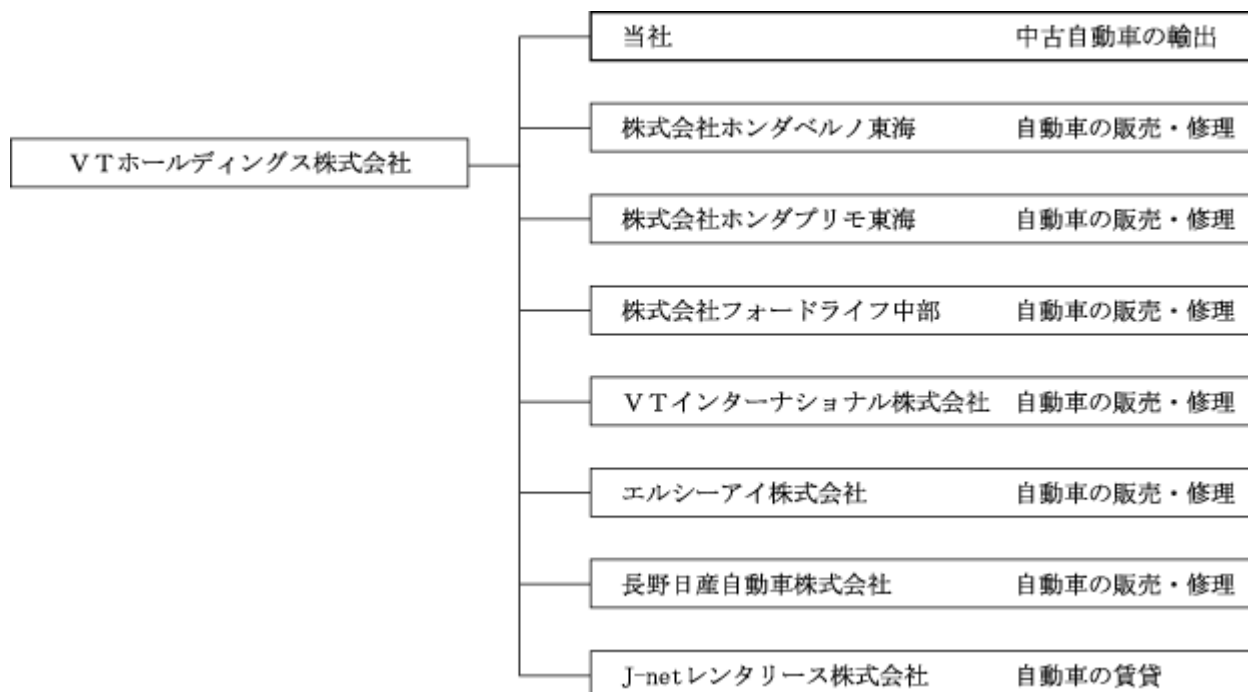 当社 中古自動車の輸出
株式会社ホンダベルノ東海 自動車の販売・修理
VTホールディングス株式会社
株式会社ホンダプリモ東海 自動車の販売・修理
株式会社フォードライフ中部 自動車の販売・修理
VTインターナショナル株式会社 自動車の販売・修理
エルシーアイ株式会社 自動車の販売・修理
長野日産自動車株式会社 自動車の販売・修理
J-netレンタリース株式会社 自動車の賃貸